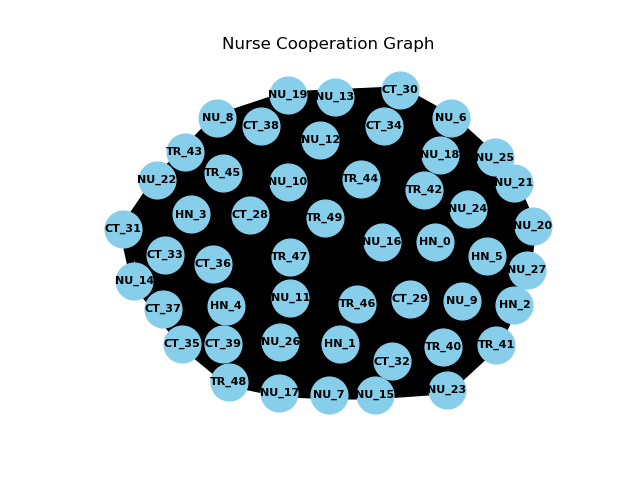 Nurse Cooperation Graph
CT_30
NU_19
NU_13
NU_8
NU_6
CT_38
CT_34
NU_12
TR_43
NU_18
NU_25
TR_45
TR_44
NU_22
NU_10
NU_21
TR_42
NU_24
HN_3
CT_28
TR_49
NU_20
CT_31
NU_16
HN_0
CT_33
HN_5
TR_47
CT_36
NU_27
NU_14
NU_11
CT_29
NU_9
TR_46
HN_2
HN_4
CT_37
NU_26
CT_35
CT_39
HN_1
TR_41
TR_40
CT_32
TR_48
NU_23
NU_17
NU_7
NU_15